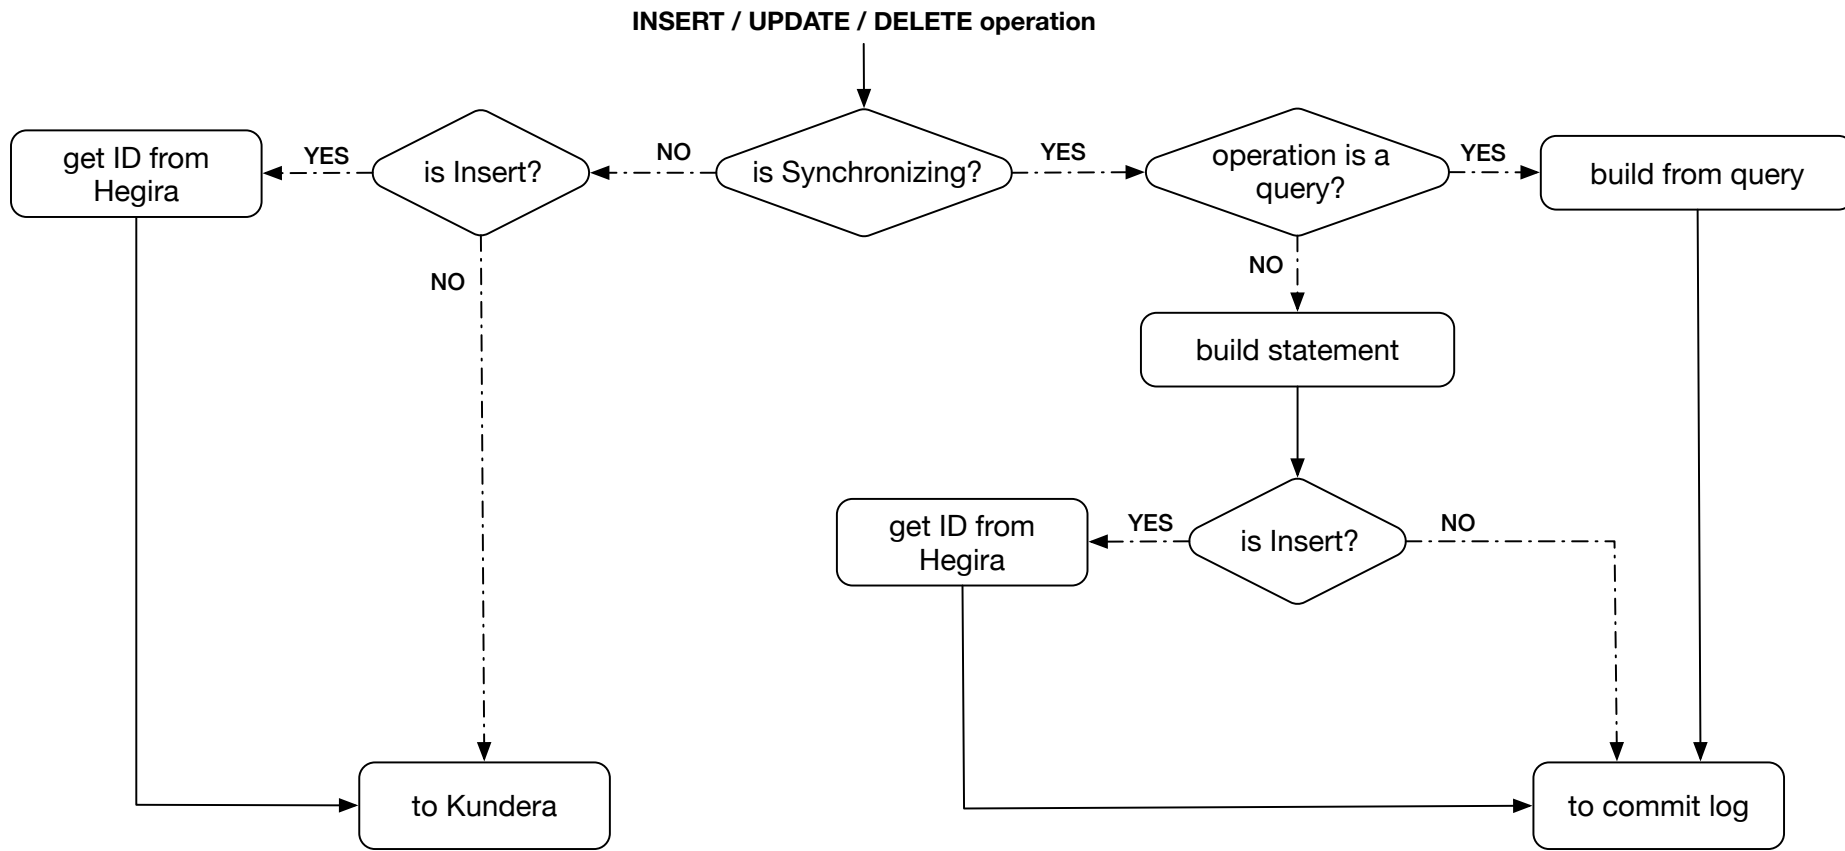 INSERT / UPDATE / DELETE operation
get ID from
Hegira
YES
is Insert?
NO
is Synchronizing?
YES
operation is a
query?
YES
build from query
NO
NO
build statement
get ID from
Hegira
YES
is Insert?
NO
to Kundera
to commit log